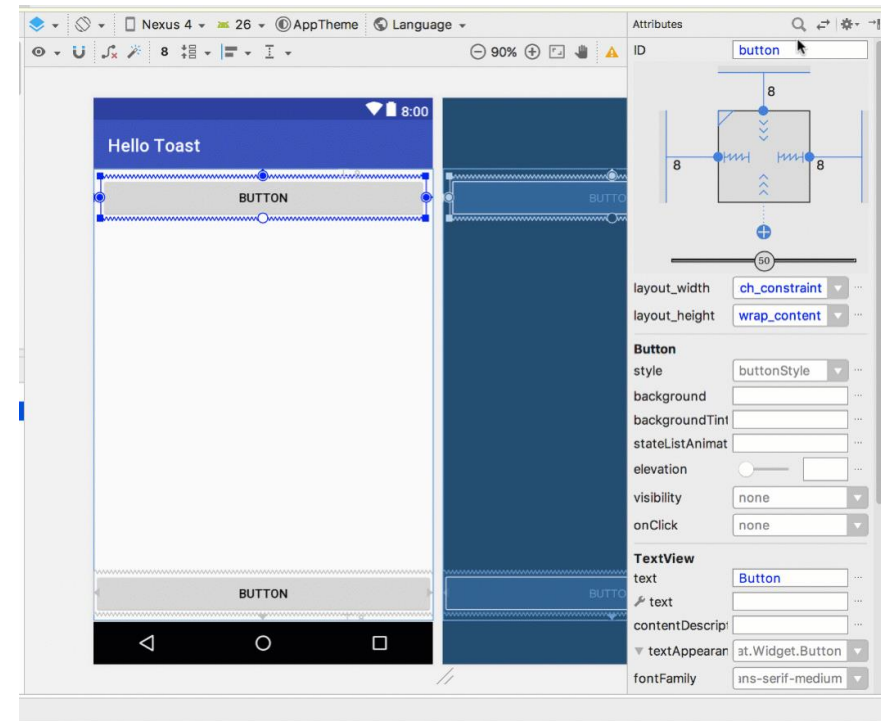 Nexus 4 26 AppTheme Language
8 90%
8:00
Hello Toast
BUTTON
BUTTON
BUTTO
BUTTO
Attributes
ID button
8
8 8
50
layout_width ch_constraint
layout_height wrap_content
Button
style buttonStyle
background
backgroundTint
stateListAnimat
elevation
visibility none
onClick none
TextView
text Button
text
contentDescript
textAppearan at.Widget.Button
fontFamily ans-serif-medium